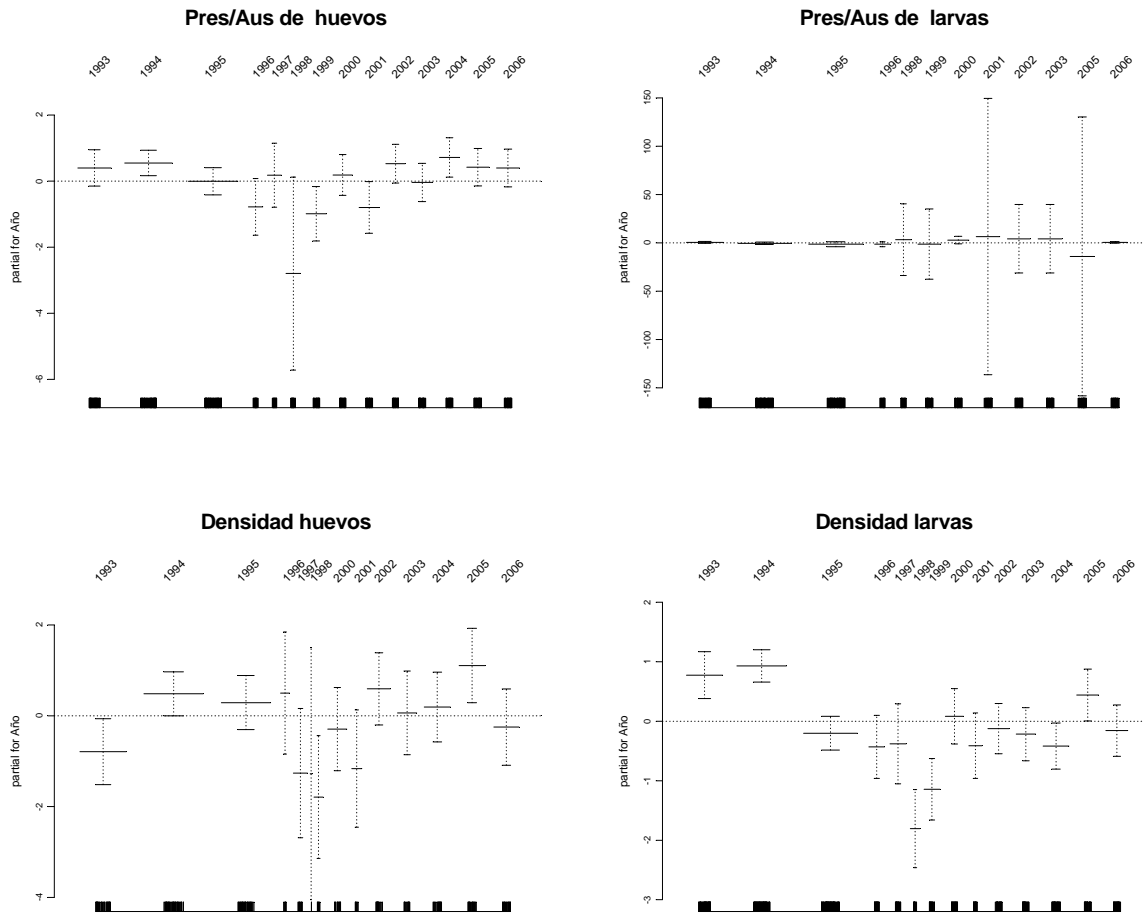 Pres/Aus de huevos
1993 1994 1995 1996 1997 1998 1999 2000 2001 2002 2003 2004 2005 2006
partial for Año
2
0
-2
-4
-6
Pres/Aus de larvas
1993 1994 1995 1996 1998 1999 2000 2001 2002 2003 2005 2006
partial for Año
150
100
50
0
-50
-100
-150
Densidad huevos
1993 1994 1995 1996 1997 1998 2000 2001 2002 2003 2004 2005 2006
partial for Año
2
0
-2
-4
Densidad larvas
1993 1994 1995 1996 1997 1998 1999 2000 2001 2002 2003 2004 2005 2006
partial for Año
2
1
0
-1
-2
-3